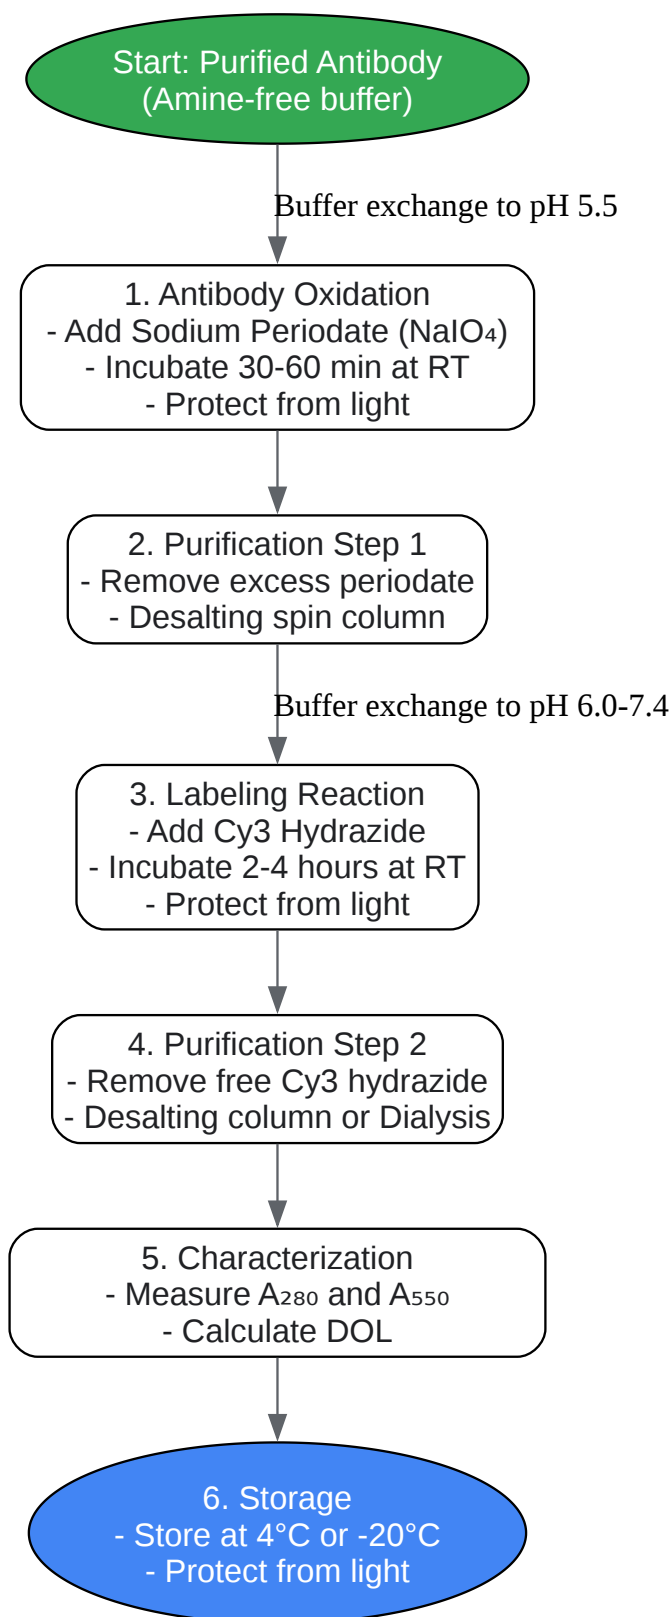 Start: Purified Antibody
(Amine-free buffer)
Buffer exchange to pH 5.5
1. Antibody Oxidation
- Add Sodium Periodate (NaIO₄)
- Incubate 30-60 min at RT
- Protect from light
2. Purification Step 1
- Remove excess periodate
- Desalting spin column
Buffer exchange to pH 6.0-7.4
3. Labeling Reaction
- Add Cy3 Hydrazide
- Incubate 2-4 hours at RT
- Protect from light
4. Purification Step 2
- Remove free Cy3 hydrazide
- Desalting column or Dialysis
5. Characterization
- Measure A₂₈₀ and A₅₅₀
- Calculate DOL
6. Storage
- Store at 4°C or -20°C
- Protect from light